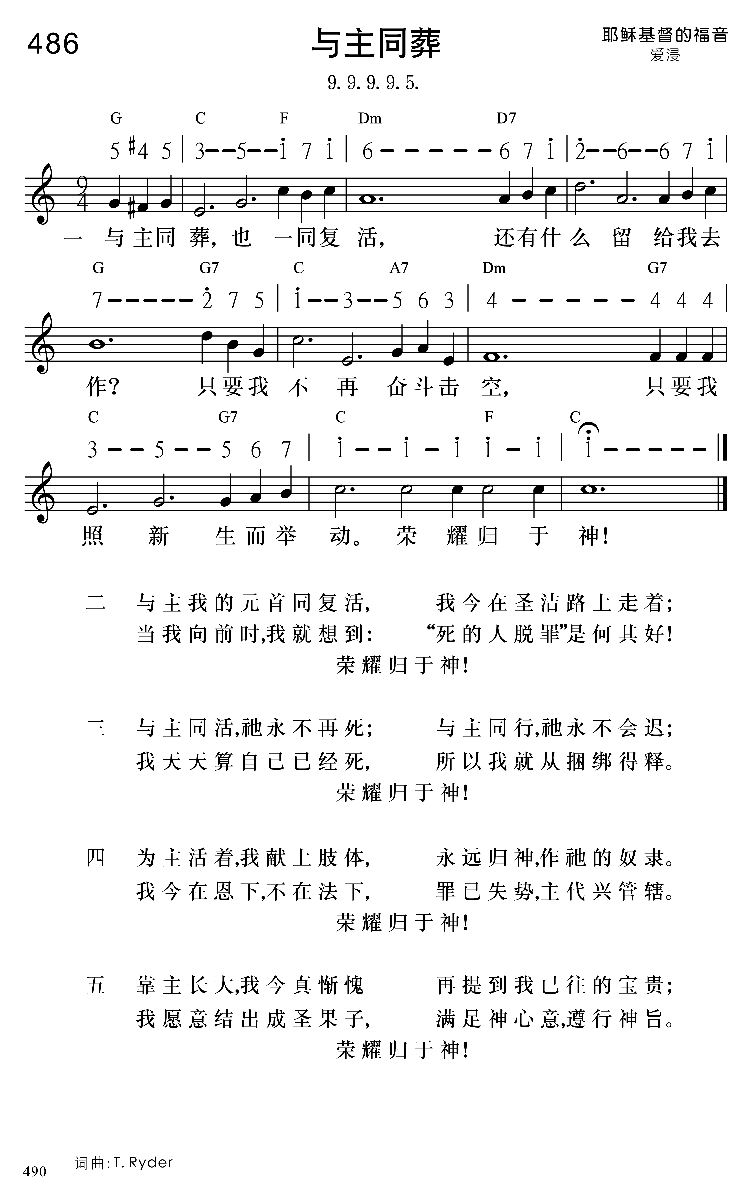 486 与主同葬 耶稣基督的福音
爱浸
9. 9. 9. 9. 5.
G C F Dm D7
5 #4 5 | 3--5--i 7 i | 6----- 6 7 i | 2--6--6 7 i |
9/4
一 与主同葬，也一同复活， 还有什么留给我去
G G7 C A7 Dm G7
7-----2 7 5 | i--3--5 6 3 | 4 ----- 4 4 4 |
作？ 只要我不再奋斗击空， 只要我
C G7 C F C
3--5--5 6 7 | i--i-i-i-i | i-----
照新生而举动。荣耀归于神！
二 与主我的元首同复活， 我今在圣洁路上走着；
当我向前时，我就想到： “死的人脱罪”是何其好！
荣耀归于神！
三 与主同活，祂永不再死； 与主同行，祂永不会迟；
我天天算自己已经死， 所以我就从捆绑得释。
荣耀归于神！
四 为主活着，我献上肢体， 永远归神，作祂的奴隶。
我今在恩下，不在法下， 罪已失势，主代兴管辖。
荣耀归于神！
五 靠主长大，我今真惭愧 再提到我已往的宝贵；
我愿意结出成圣果子， 满足神心意，遵行神旨。
荣耀归于神！
490 词曲：T. Ryder